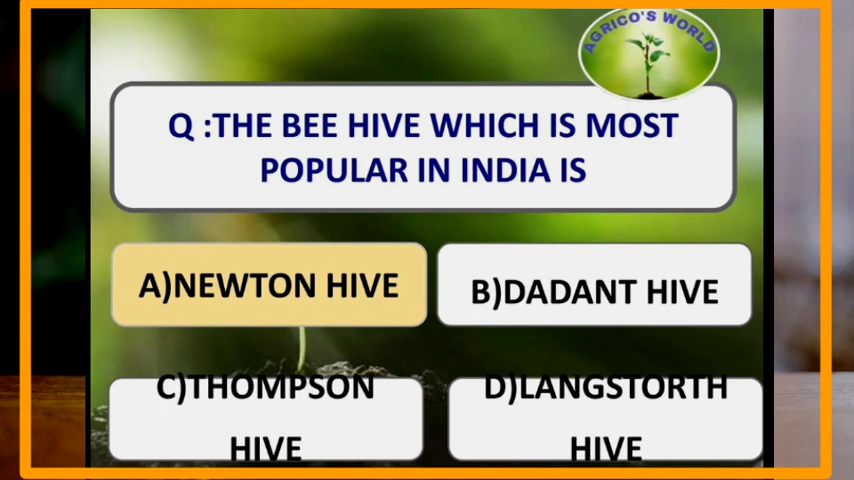 AGRICO'S WORLD
Q :THE BEE HIVE WHICH IS MOST
POPULAR IN INDIA IS
A)NEWTON HIVE
B)DADANT HIVE
C)THOMPSON
HIVE
D)LANGSTORTH
HIVE